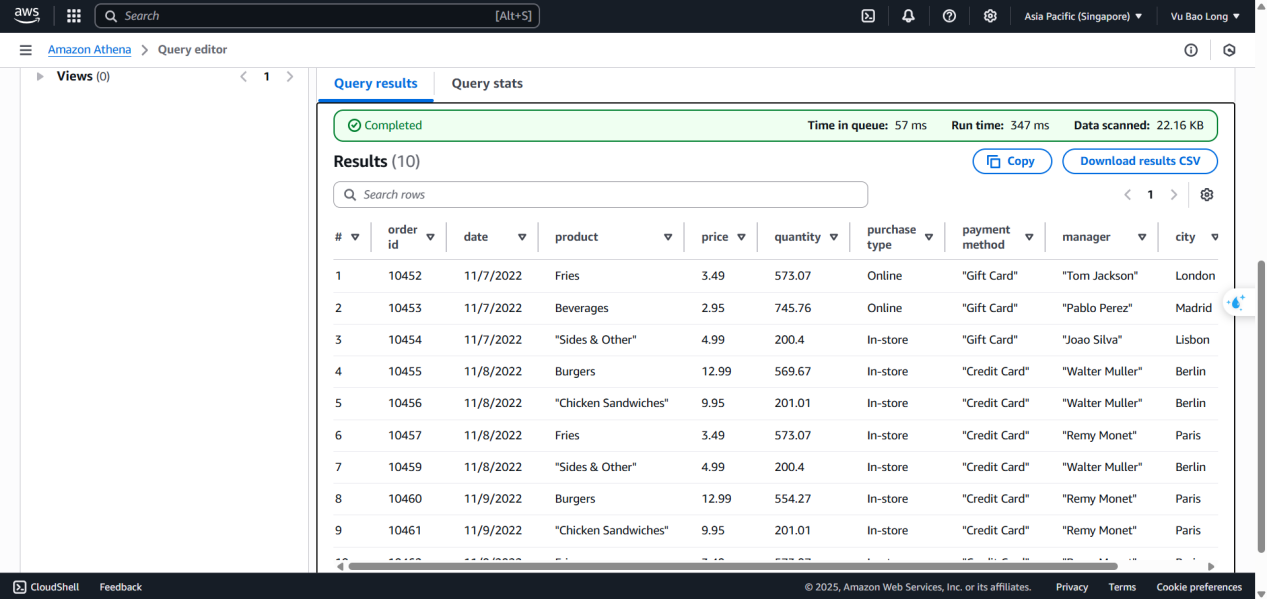 aws Search [Alt+S] Asia Pacific (Singapore) Vu Bao Long
Amazon Athena Query editor
Views (0) 1
Query results Query stats
Completed Time in queue: 57 ms Run time: 347 ms Data scanned: 22.16 KB
Results (10) Copy Download results CSV
Search rows 1
# order id date product price quantity purchase type payment method manager city
1 10452 11/7/2022 Fries 3.49 573.07 Online "Gift Card" "Tom Jackson" London
2 10453 11/7/2022 Beverages 2.95 745.76 Online "Gift Card" "Pablo Perez" Madrid
3 10454 11/7/2022 "Sides & Other" 4.99 200.4 In-store "Gift Card" "Joao Silva" Lisbon
4 10455 11/8/2022 Burgers 12.99 569.67 In-store "Credit Card" "Walter Muller" Berlin
5 10456 11/8/2022 "Chicken Sandwiches" 9.95 201.01 In-store "Credit Card" "Walter Muller" Berlin
6 10457 11/8/2022 Fries 3.49 573.07 In-store "Credit Card" "Remy Monet" Paris
7 10459 11/8/2022 "Sides & Other" 4.99 200.4 In-store "Credit Card" "Walter Muller" Berlin
8 10460 11/9/2022 Burgers 12.99 554.27 In-store "Credit Card" "Remy Monet" Paris
9 10461 11/9/2022 "Chicken Sandwiches" 9.95 201.01 In-store "Credit Card" "Remy Monet" Paris
CloudShell Feedback © 2025, Amazon Web Services, Inc. or its affiliates. Privacy Terms Cookie preferences